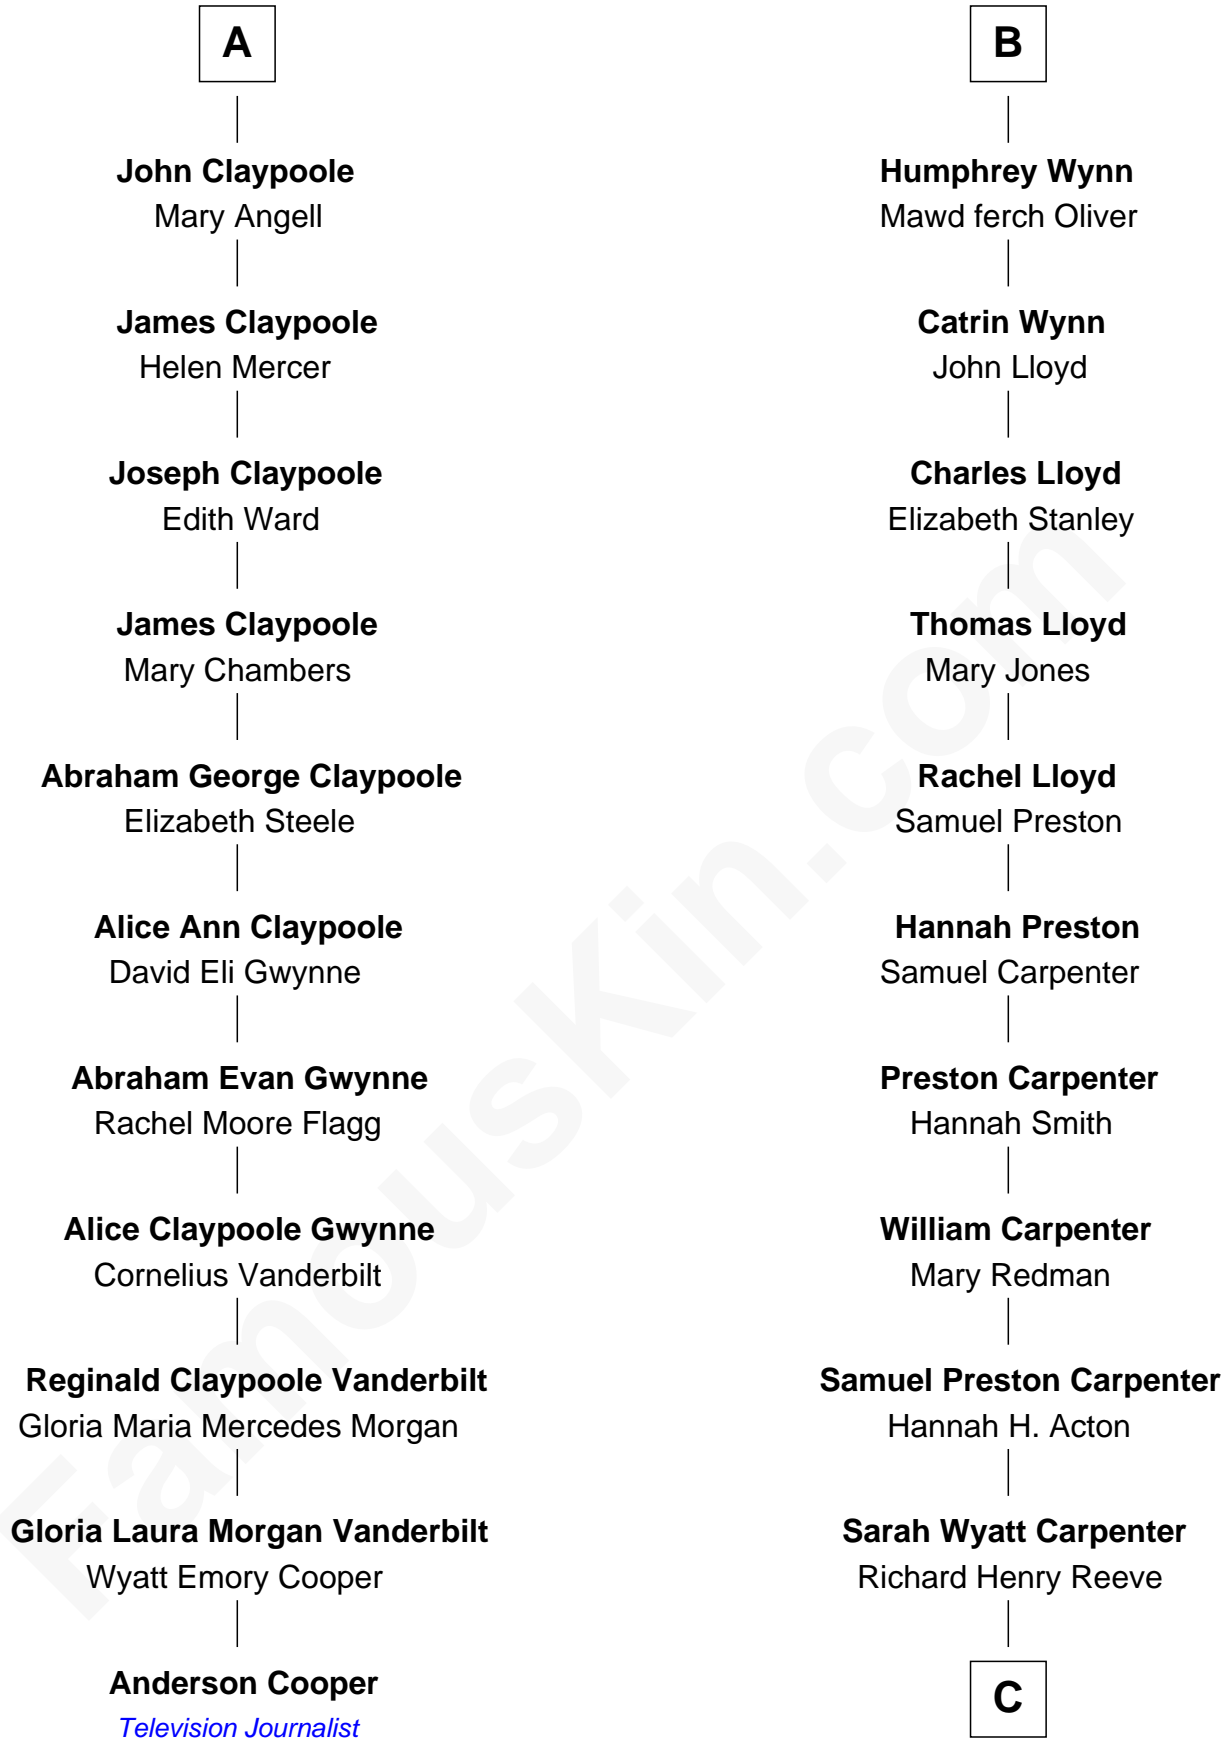 A
John Claypoole
Mary Angell
James Claypoole
Helen Mercer
Joseph Claypoole
Edith Ward
James Claypoole
Mary Chambers
Abraham George Claypoole
Elizabeth Steele
Alice Ann Claypoole
David Eli Gwynne
Abraham Evan Gwynne
Rachel Moore Flagg
Alice Claypoole Gwynne
Cornelius Vanderbilt
Reginald Claypoole Vanderbilt
Gloria Maria Mercedes Morgan
Gloria Laura Morgan Vanderbilt
Wyatt Emory Cooper
Anderson Cooper
Television Journalist
B
Humphrey Wynn
Mawd ferch Oliver
Catrin Wynn
John Lloyd
Charles Lloyd
Elizabeth Stanley
Thomas Lloyd
Mary Jones
Rachel Lloyd
Samuel Preston
Hannah Preston
Samuel Carpenter
Preston Carpenter
Hannah Smith
William Carpenter
Mary Redman
Samuel Preston Carpenter
Hannah H. Acton
Sarah Wyatt Carpenter
Richard Henry Reeve
C
FamousKin.com